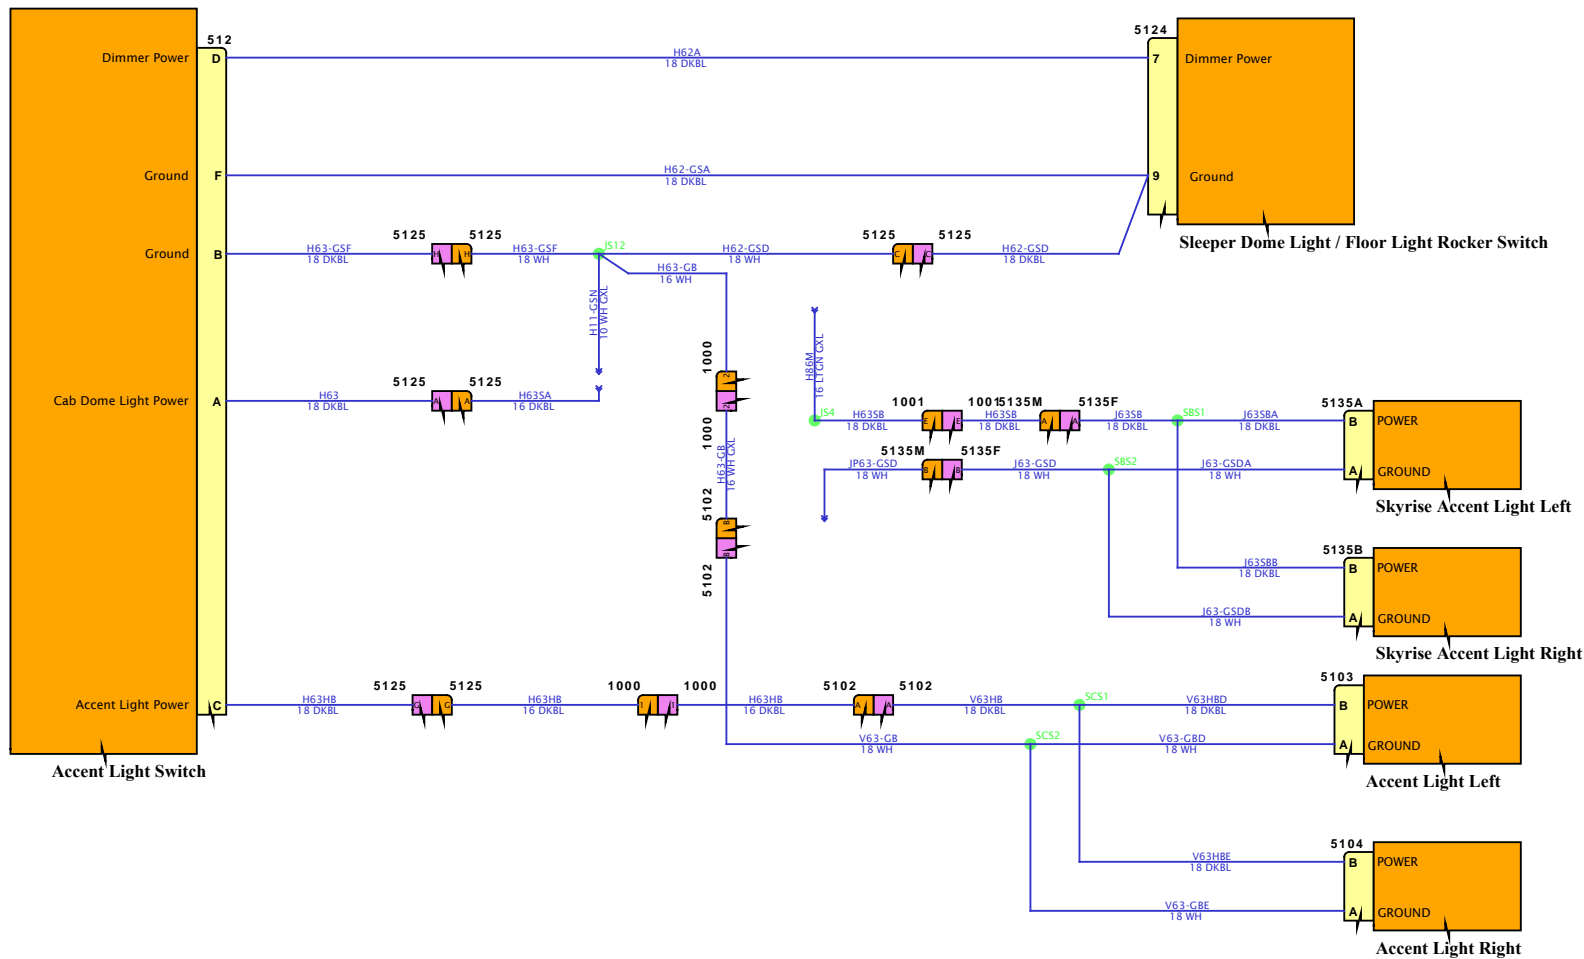 512
5124
Dimmer Power
D
H62A
18 DKBL
7
Dimmer Power
Ground
F
H62-GSA
18 DKBL
9
Ground
Sleeper Dome Light / Floor Light Rocker Switch
Ground
B
H63-GSF
18 DKBL
5125
5125
H
H
H63-GSF
18 WH
JS12
H62-GSD
18 WH
5125
5125
C
C
H62-GSD
18 DKBL
H63-GB
16 WH
H11-GSN
10 WH GXL
1000
2
2
1000
H63-GB
16 WH GXL
5102
B
B
5102
H86M
16 LTGN GXL
Cab Dome Light Power
A
H63
18 DKBL
5125
5125
A
A
H63SA
16 DKBL
JS4
H63SB
18 DKBL
1001
1001
E
E
H63SB
18 DKBL
5135M
5135F
A
A
J63SB
18 DKBL
SBS1
J63SBA
18 DKBL
5135A
B
POWER
JP63-GSD
18 WH
5135M
5135F
B
B
J63-GSD
18 WH
SBS2
J63-GSDA
18 WH
A
GROUND
Skyrise Accent Light Left
J63SBB
18 DKBL
5135B
B
POWER
J63-GSDB
18 WH
A
GROUND
Skyrise Accent Light Right
Accent Light Power
C
H63HB
18 DKBL
5125
5125
G
G
H63HB
16 DKBL
1000
1000
1
1
H63HB
16 DKBL
5102
5102
A
A
V63HB
18 DKBL
SCS1
V63HBD
18 DKBL
5103
B
POWER
V63-GB
18 WH
SCS2
V63-GBD
18 WH
A
GROUND
Accent Light Switch
Accent Light Left
V63HBE
18 DKBL
5104
B
POWER
V63-GBE
18 WH
A
GROUND
Accent Light Right